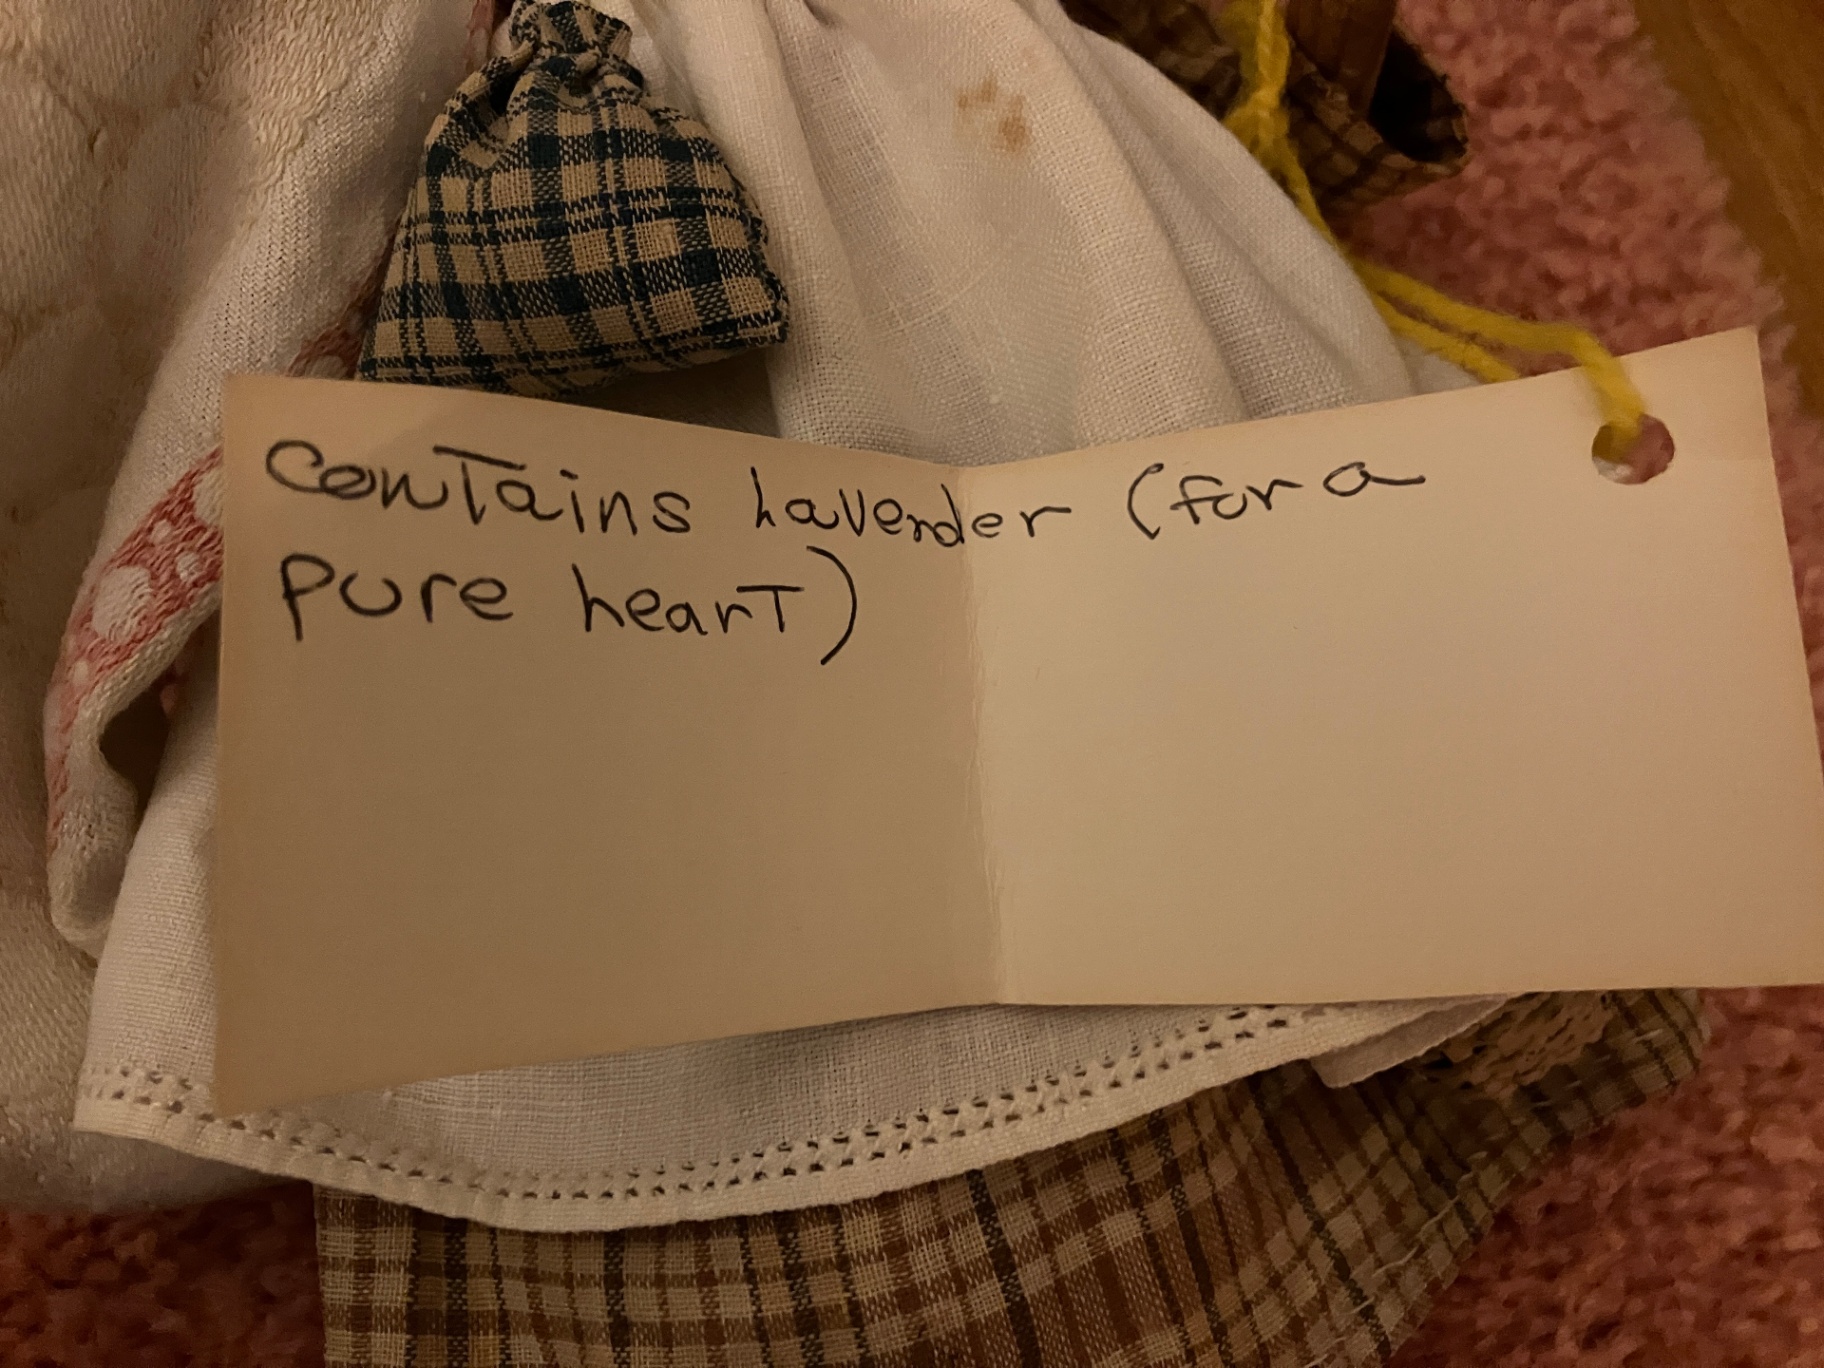 contains lavender (for a
pure heart)